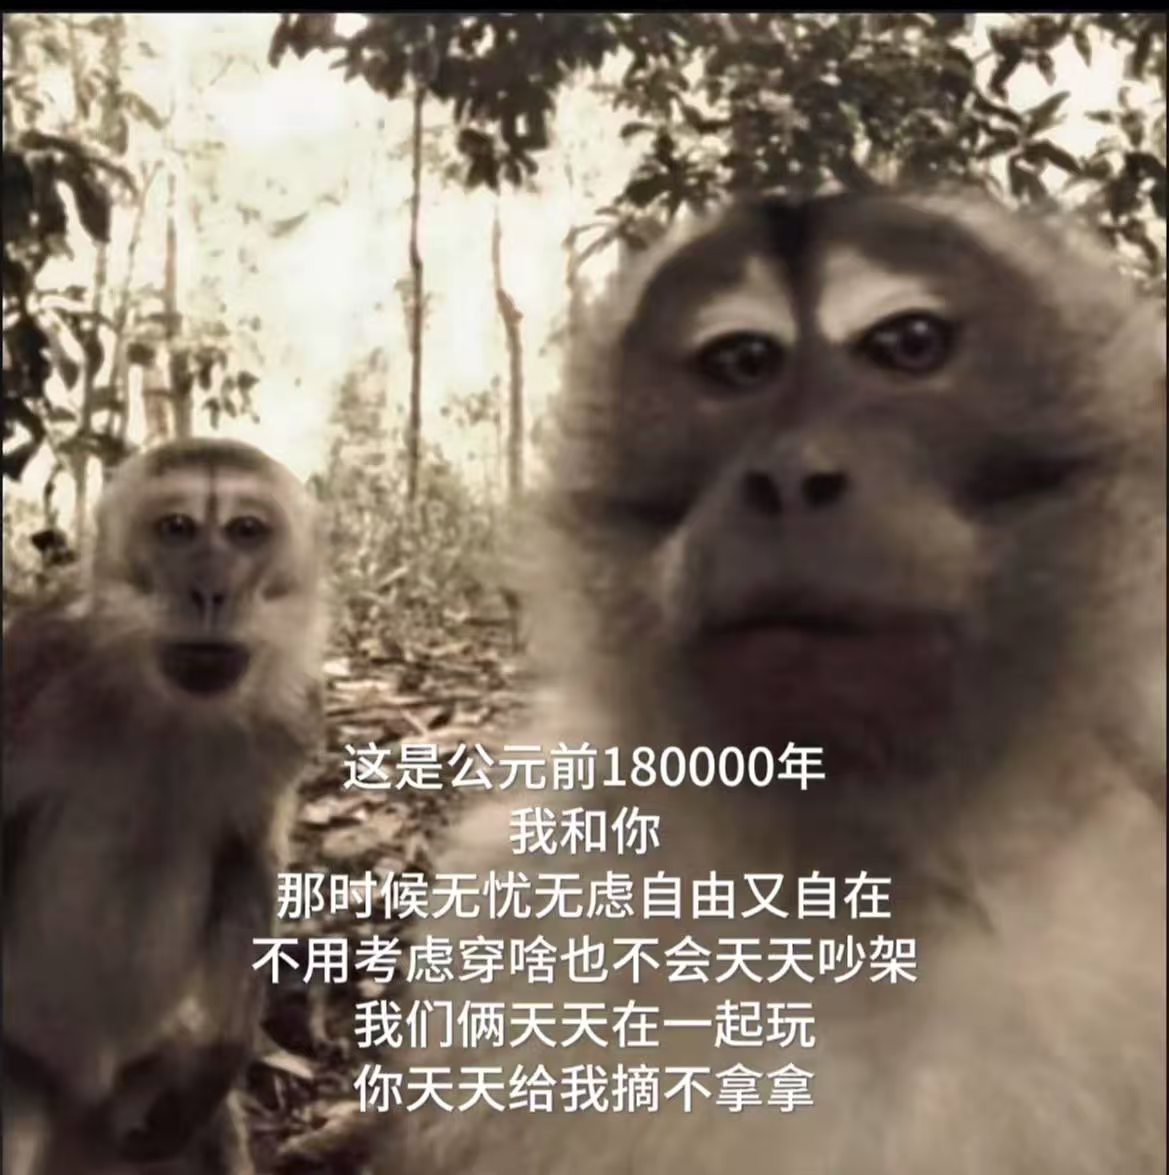 这是公元前180000年
我和你
那时候无忧无虑自由又自在
不用考虑穿啥也不会天天吵架
我们俩天天在一起玩
你天天给我摘不拿拿